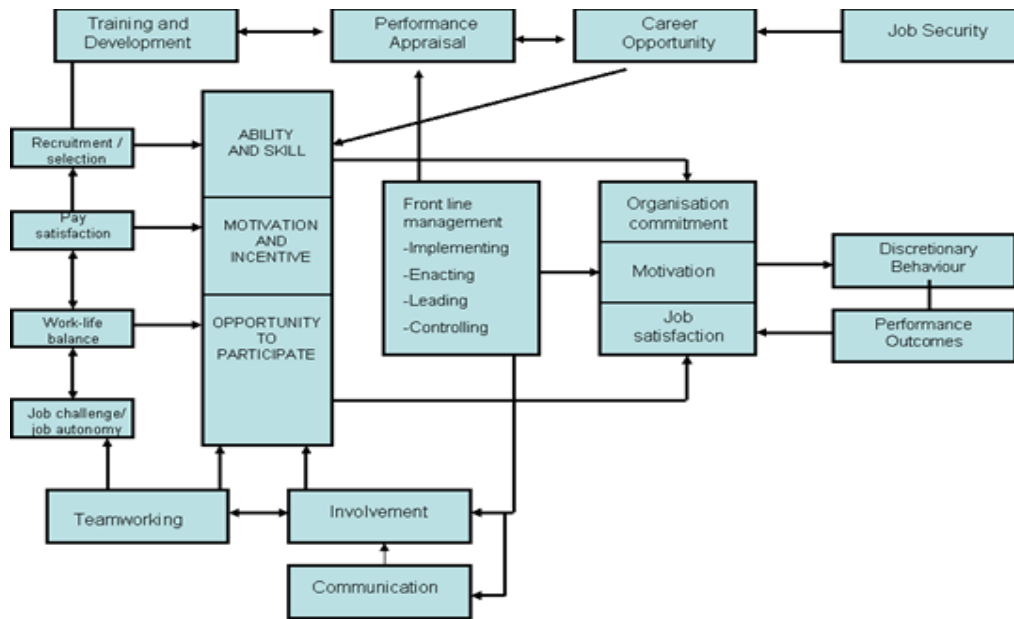 Training and
Development
Performance
Appraisal
Career
Opportunity
Job Security
Recruitment /
selection
Pay
satisfaction
Work-life
balance
Job challenge/
job autonomy
ABILITY
AND SKILL
MOTIVATION
AND
INCENTIVE
OPPORTUNITY
TO
PARTICIPATE
Front line
management
-Implementing
-Enacting
-Leading
-Controlling
Organisation
commitment
Motivation
Job
satisfaction
Discretionary
Behaviour
Performance
Outcomes
Teamworking
Involvement
Communication